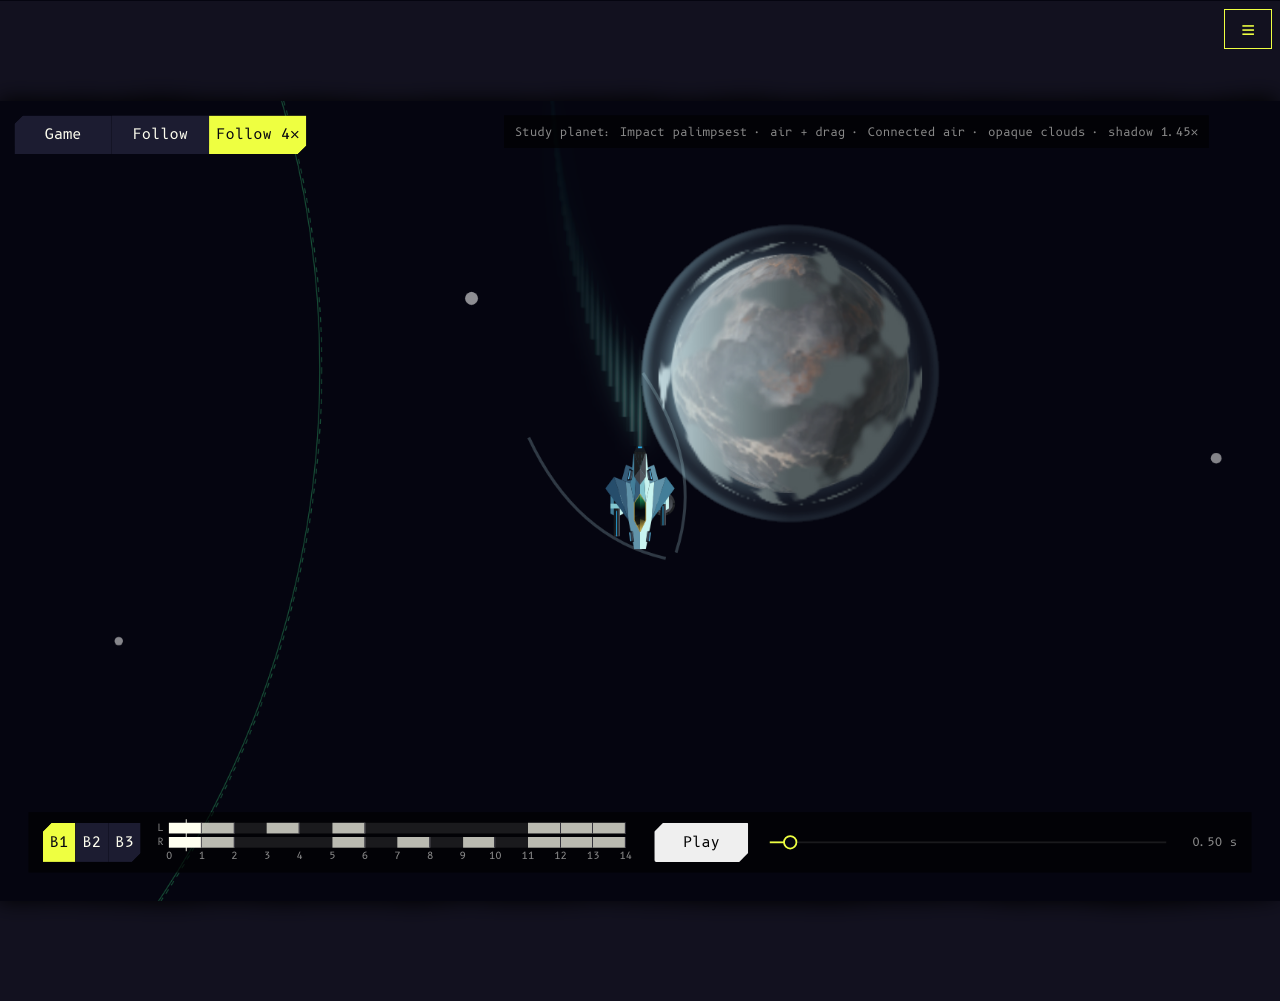 ≡
Game Follow Follow 4×
Study planet: Impact palimpsest · air + drag · Connected air · opaque clouds · shadow 1.45×
B1 B2 B3
L
R
0 1 2 3 4 5 6 7 8 9 10 11 12 13 14
Play
0.50 s